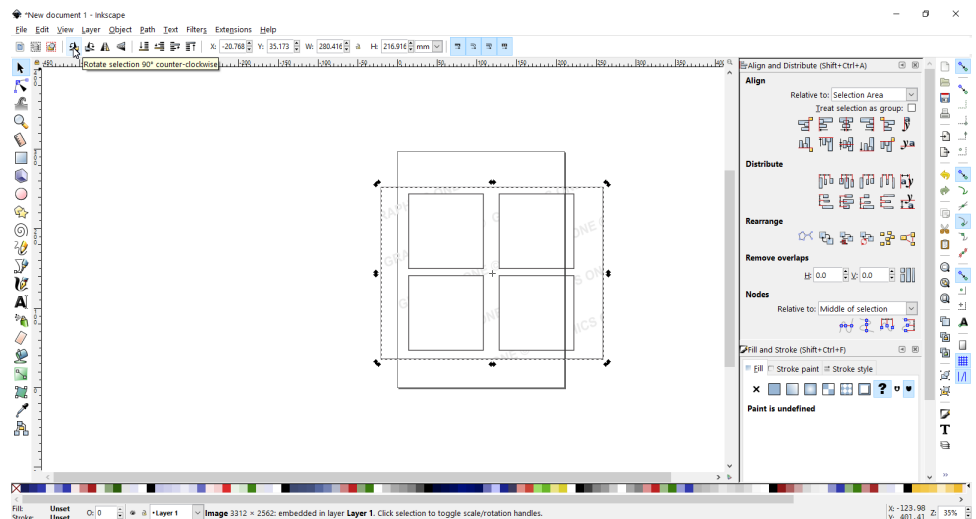 *New document 1 - Inkscape
File Edit View Layer Object Path Text Filters Extensions Help
X: -20.768 Y: 35.173 W: 280.416 H: 216.916 mm
Rotate selection 90° counter-clockwise
Align and Distribute (Shift+Ctrl+A)
Align
Relative to: Selection Area
Treat selection as group:
Distribute
Rearrange
Remove overlaps
H: 0.0 V: 0.0
Nodes
Relative to: Middle of selection
Fill and Stroke (Shift+Ctrl+F)
Fill Stroke paint Stroke style
Paint is undefined
Fill: Unset
Stroke: Unset
O: 0
Layer 1
Image 3312 × 2562: embedded in layer Layer 1. Click selection to toggle scale/rotation handles.
X: -123.98
Y: 401.41
Z: 35%